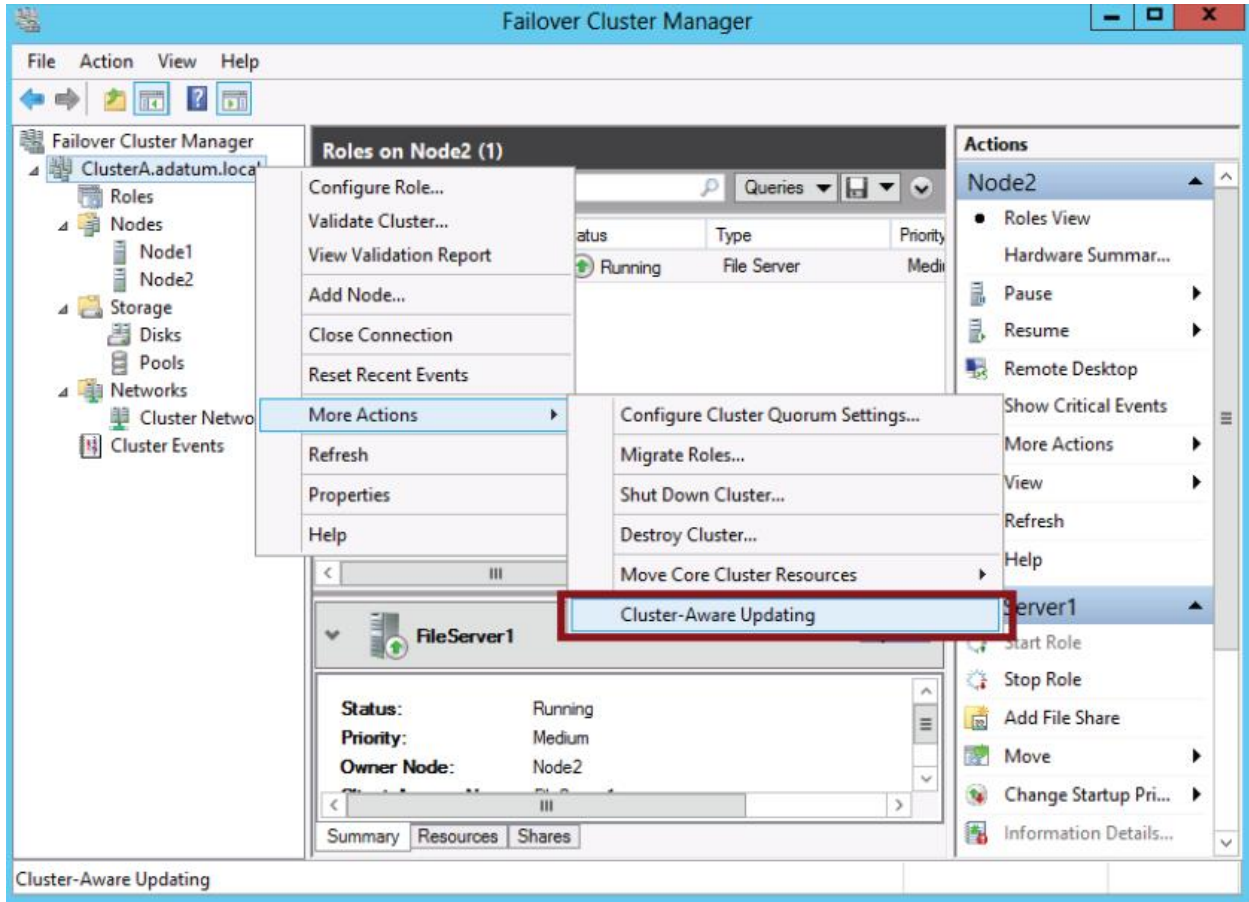 Failover Cluster Manager
File Action View Help
Failover Cluster Manager
ClusterA.adatum.local
Roles
Nodes
Node1
Node2
Storage
Disks
Pools
Networks
Cluster Netwo
Cluster Events
Roles on Node2 (1)
Queries
atus Type Priority
Running File Server Medi
Configure Role...
Validate Cluster...
View Validation Report
Add Node...
Close Connection
Reset Recent Events
More Actions
Refresh
Properties
Help
Configure Cluster Quorum Settings...
Migrate Roles...
Shut Down Cluster...
Destroy Cluster...
Move Core Cluster Resources
Cluster-Aware Updating
FileServer1
Status: Running
Priority: Medium
Owner Node: Node2
Summary Resources Shares
Actions
Node2
Roles View
Hardware Summar...
Pause
Resume
Remote Desktop
Show Critical Events
More Actions
View
Refresh
Help
Server1
Start Role
Stop Role
Add File Share
Move
Change Startup Pri...
Information Details...
Cluster-Aware Updating